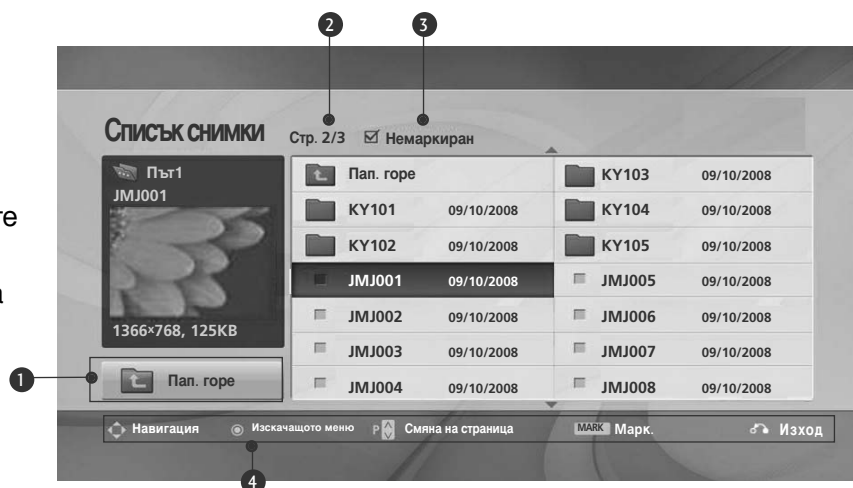 2 3
Списък снимки Стр. 2/3 Немаркиран
Път1
JMJ001
те
а
1366x768, 125KB
1 Пап. горе
Пап. горе KY103 09/10/2008
KY101 09/10/2008 KY104 09/10/2008
KY102 09/10/2008 KY105 09/10/2008
JMJ001 09/10/2008 JMJ005 09/10/2008
JMJ002 09/10/2008 JMJ006 09/10/2008
JMJ003 09/10/2008 JMJ007 09/10/2008
JMJ004 09/10/2008 JMJ008 09/10/2008
Навигация Изскачащото меню P Смяна на страница MARK Марк. Изход
4